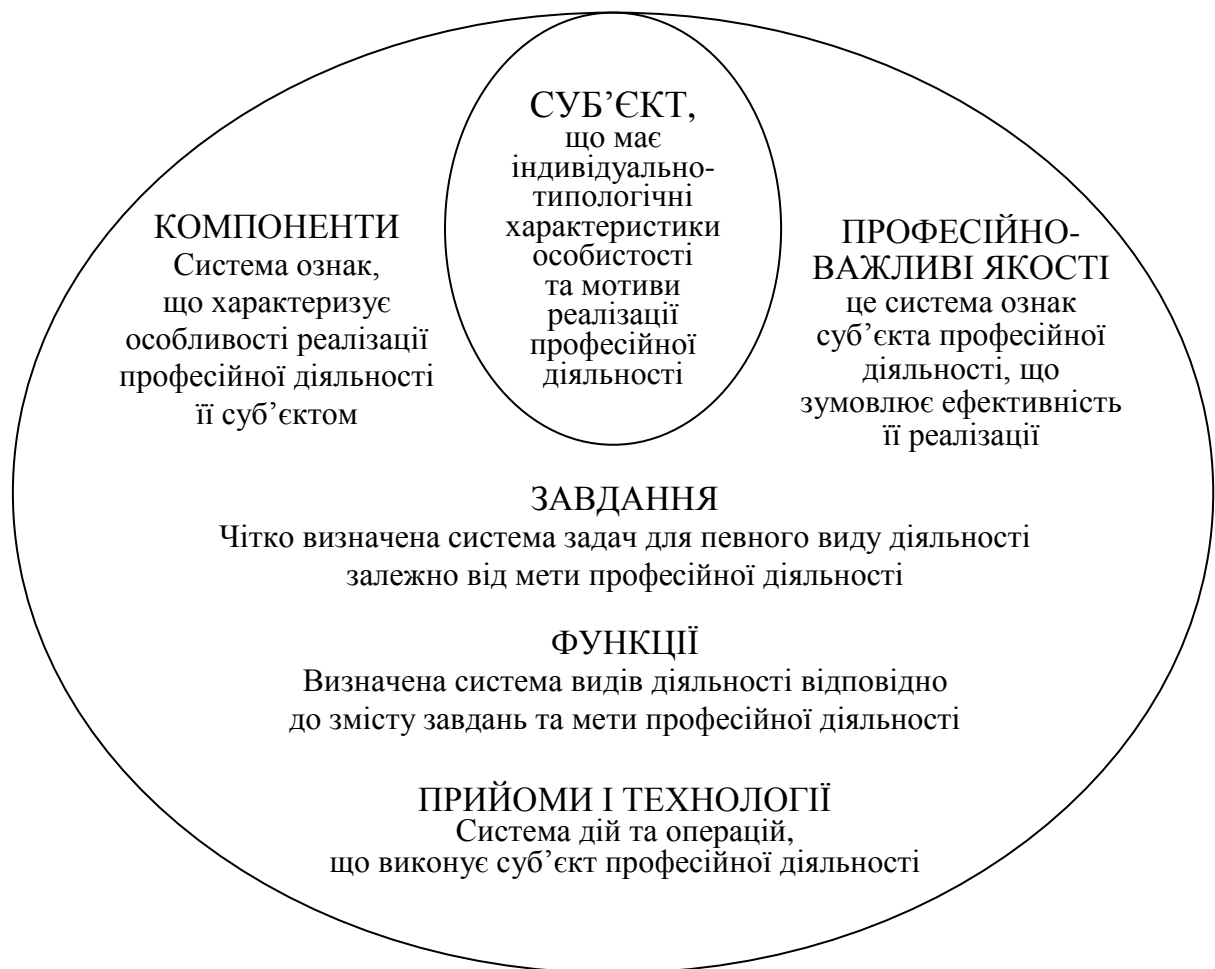 СУБ’ЄКТ,
що має
індивідуально-
типологічні
характеристики
особистості
та мотиви
реалізації
професійної
діяльності
КОМПОНЕНТИ
Система ознак,
що характеризує
особливості реалізації
професійної діяльності
її суб’єктом
ПРОФЕСІЙНО-
ВАЖЛИВІ ЯКОСТІ
це система ознак
суб’єкта професійної
діяльності, що
зумовлює ефективність
її реалізації
ЗАВДАННЯ
Чітко визначена система задач для певного виду діяльності
залежно від мети професійної діяльності
ФУНКЦІЇ
Визначена система видів діяльності відповідно
до змісту завдань та мети професійної діяльності
ПРИЙОМИ І ТЕХНОЛОГІЇ
Система дій та операцій,
що виконує суб’єкт професійної діяльності